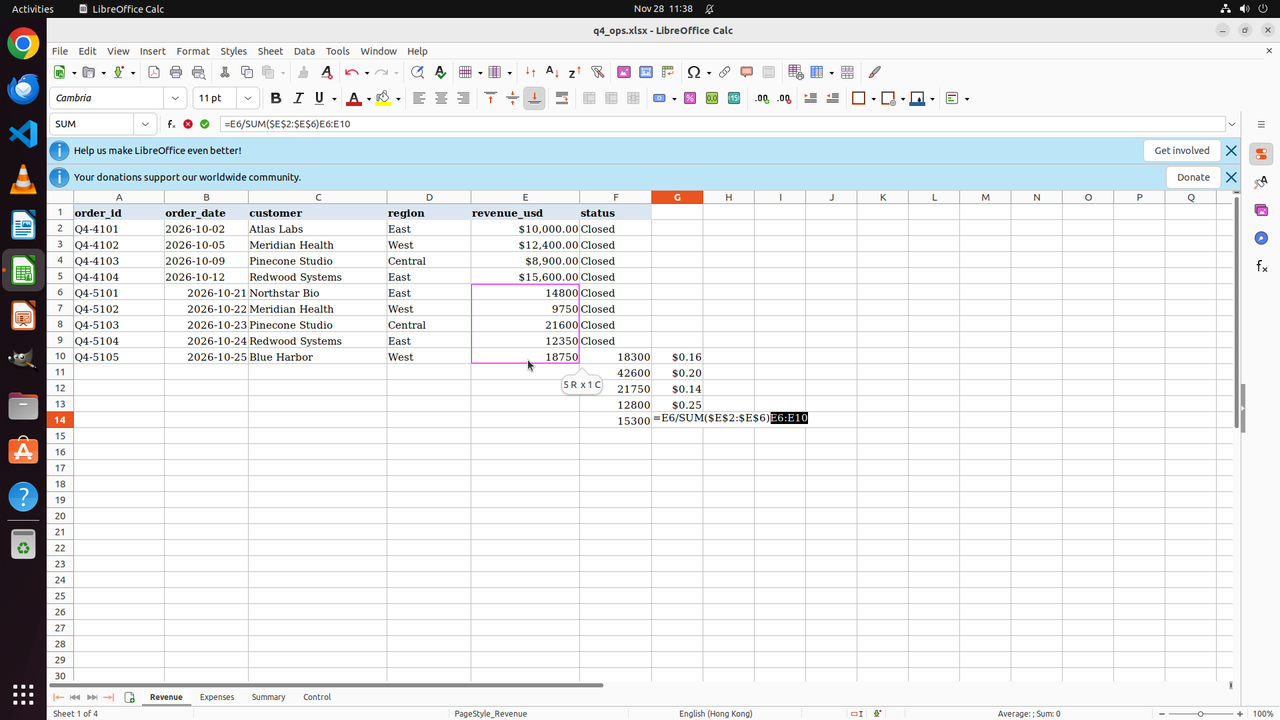 Activities LibreOffice Calc Nov 28 11:38
q4_ops.xlsx - LibreOffice Calc
File Edit View Insert Format Styles Sheet Data Tools Window Help
Cambria 11 pt
SUM =E6/SUM($E$2:$E$6)E6:E10
Help us make LibreOffice even better! Get involved
Your donations support our worldwide community. Donate
A B C D E F G H I J K L M N O P Q
1 order_id order_date customer region revenue_usd status
2 Q4-4101 2026-10-02 Atlas Labs East $10,000.00 Closed
3 Q4-4102 2026-10-05 Meridian Health West $12,400.00 Closed
4 Q4-4103 2026-10-09 Pinecone Studio Central $8,900.00 Closed
5 Q4-4104 2026-10-12 Redwood Systems East $15,600.00 Closed
6 Q4-5101 2026-10-21 Northstar Bio East 14800 Closed
7 Q4-5102 2026-10-22 Meridian Health West 9750 Closed
8 Q4-5103 2026-10-23 Pinecone Studio Central 21600 Closed
9 Q4-5104 2026-10-24 Redwood Systems East 12350 Closed
10 Q4-5105 2026-10-25 Blue Harbor West 18750 18300 $0.16
11 42600 $0.20
5 R x 1 C
12 21750 $0.14
13 12800 $0.25
14 15300 =E6/SUM($E$2:$E$6)E6:E10
15
16
17
18
19
20
21
22
23
24
25
26
27
28
29
30
Revenue Expenses Summary Control
Sheet 1 of 4 PageStyle_Revenue English (Hong Kong) Average: ; Sum: 0 100%